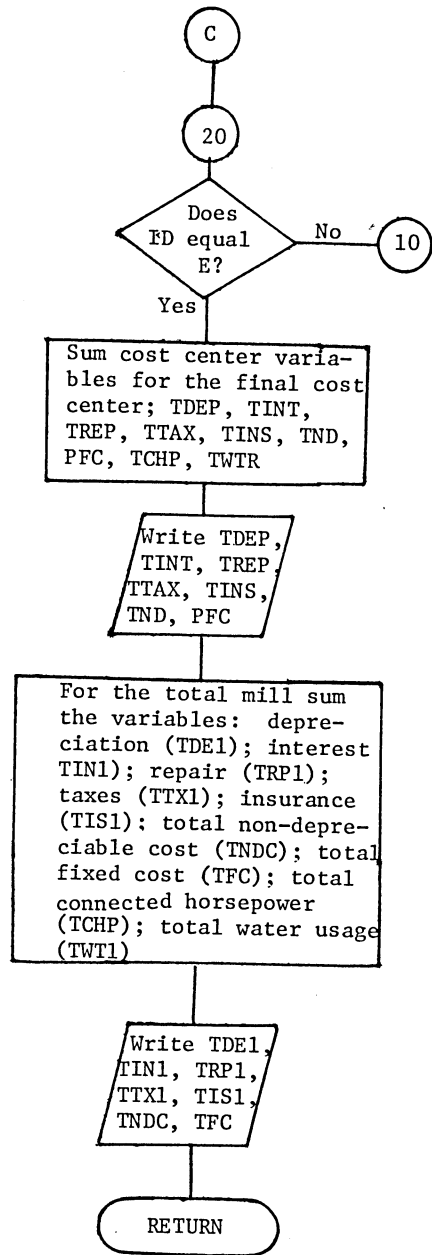 C
20
Does
ID equal
E?
No
10
Yes
Sum cost center varia-
bles for the final cost
center; TDEP, TINT,
TREP, TTAX, TINS, TND,
PFC, TCHP, TWTR
Write TDEP,
TINT, TREP,
TTAX, TINS,
TND, PFC
For the total mill sum
the variables: depre-
ciation (TDE1); interest
TIN1); repair (TRP1);
taxes (TTX1); insurance
(TIS1); total non-depre-
ciable cost (TNDC); total
fixed cost (TFC); total
connected horsepower
(TCHP); total water usage
(TWT1)
Write TDE1,
TIN1, TRP1,
TTX1, TIS1,
TNDC, TFC
RETURN